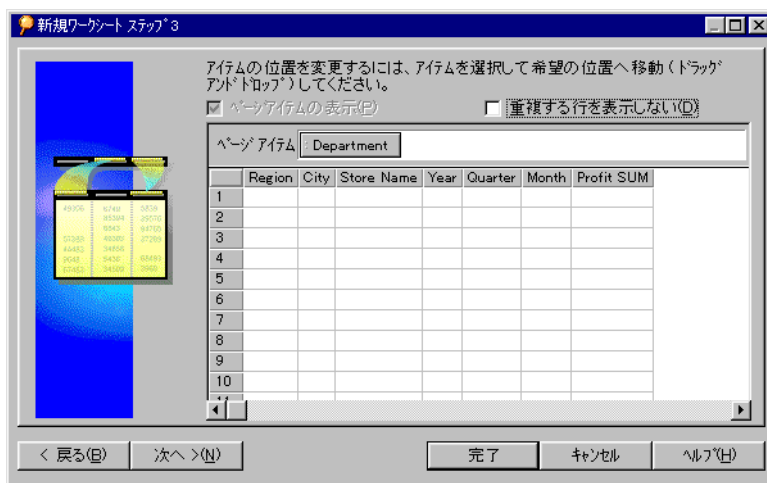 新規ワークシート ステップ3
アイテムの位置を変更するには、アイテムを選択して希望の位置へ移動(ドラッグ
アンド ドロップ)してください。
ページアイテムの表示(P)
重複する行を表示しない(D)
ページ アイテム : Department
Region City Store Name Year Quarter Month Profit SUM
1
2
3
4
5
6
7
8
9
10
11
< 戻る(B) 次へ >(N) 完了 キャンセル ヘルプ(H)